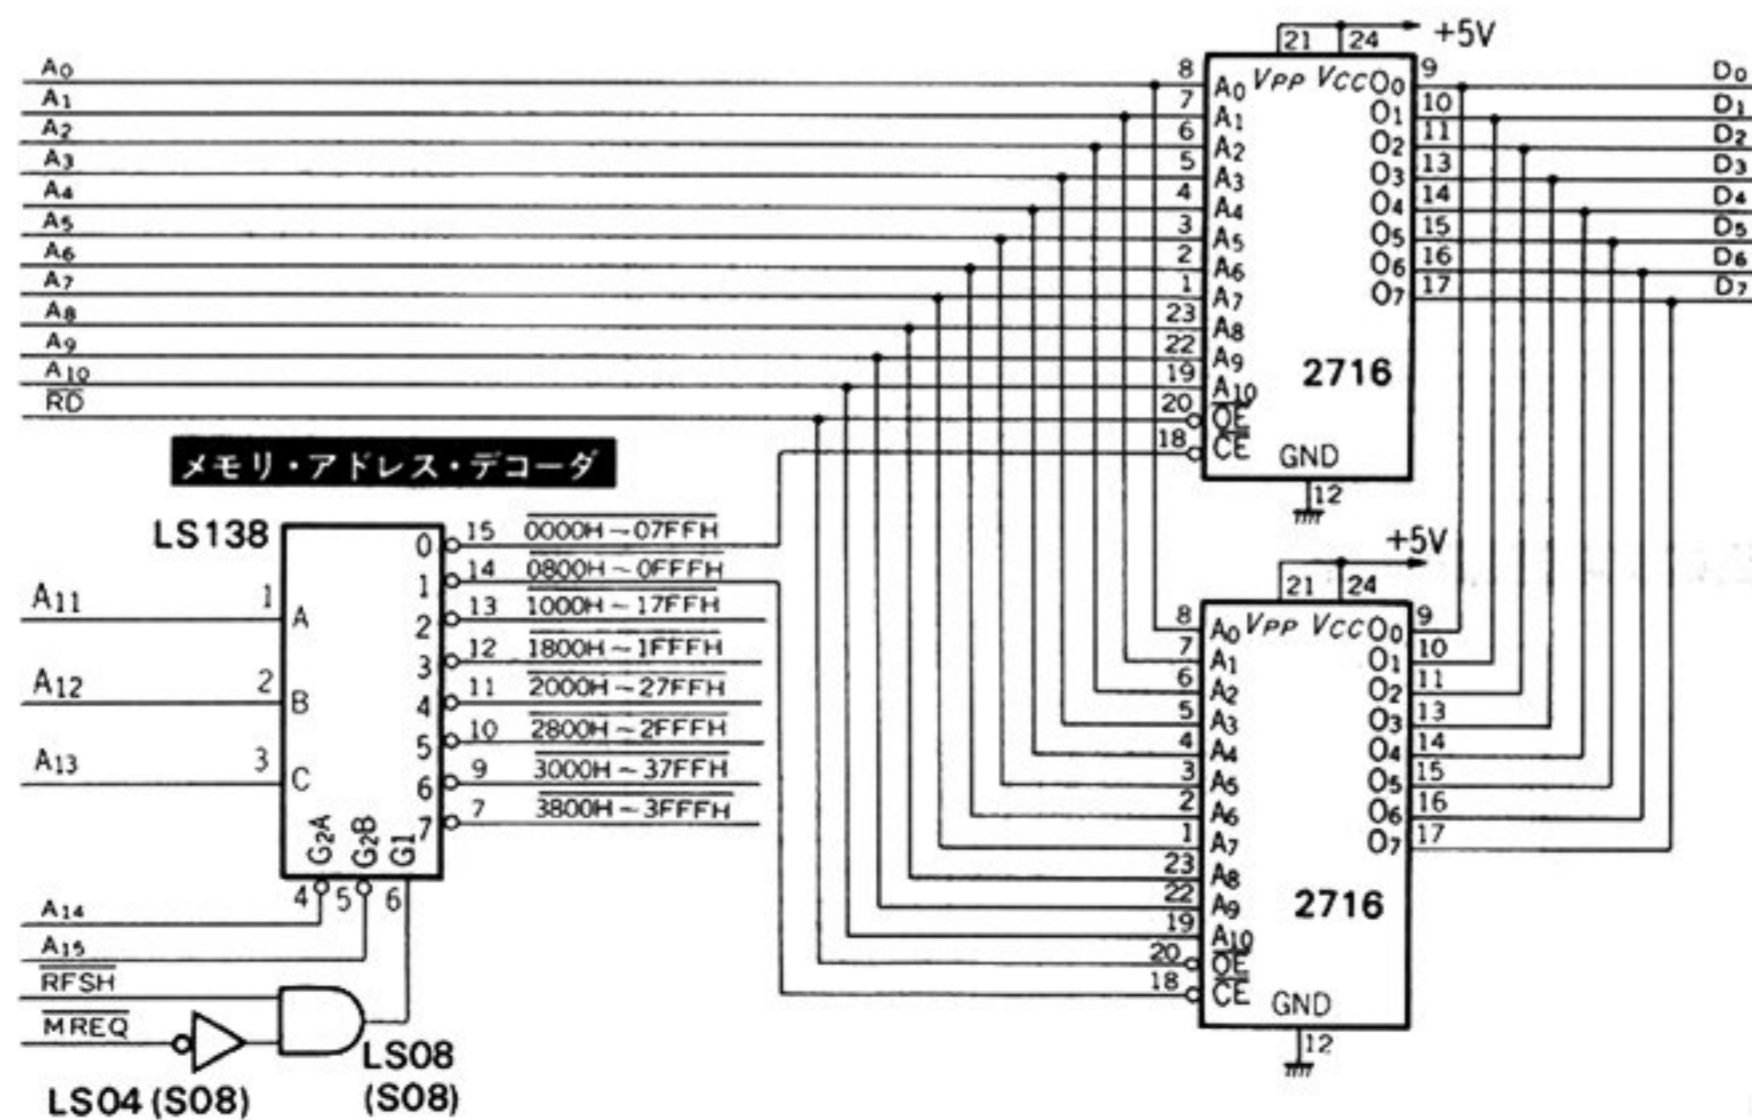 A0
A1
A2
A3
A4
A5
A6
A7
A8
A9
A10
RD
メモリ・アドレス・デコーダ
LS138
A11
A12
A13
1 A
2 B
3 C
0 15 0000H~07FFH
1 14 0800H~0FFFH
2 13 1000H~17FFH
3 12 1800H~1FFFH
4 11 2000H~27FFH
5 10 2800H~2FFFH
6 9 3000H~37FFH
7 7 3800H~3FFFH
G2A G2B G1
4 5 6
A14
A15
RFSH
MREQ
LS04 (S08)
LS08
(S08)
21 24 +5V
8 A0 VPP VCC O0 9
7 A1 O1 10
6 A2 O2 11
5 A3 O3 13
4 A4 O4 14
3 A5 O5 15
2 A6 O6 16
1 A7 O7 17
23 A8
22 A9
19 A10
20 OE
18 CE
2716
GND
12
D0
D1
D2
D3
D4
D5
D6
D7
+5V
21 24
8 A0 VPP VCC O0 9
7 A1 O1 10
6 A2 O2 11
5 A3 O3 13
4 A4 O4 14
3 A5 O5 15
2 A6 O6 16
1 A7 O7 17
23 A8
22 A9
19 A10
20 OE
18 CE
2716
GND
12